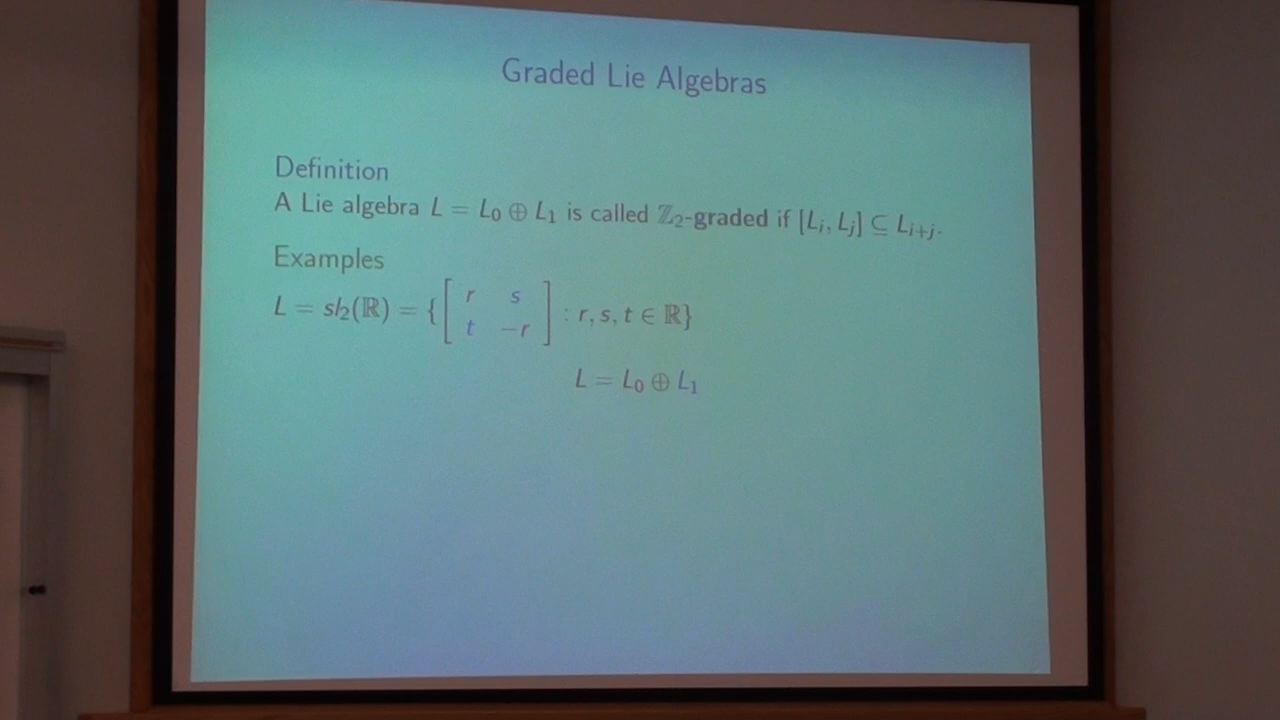 Graded Lie Algebras
Definition
A Lie algebra L = L₀ ⊕ L₁ is called ℤ₂-graded if [Lᵢ, Lⱼ] ⊆ Lᵢ₊ⱼ.
Examples
L = sl₂(ℝ) = {[ r s
t −r ] : r, s, t ∈ ℝ}
L = L₀ ⊕ L₁